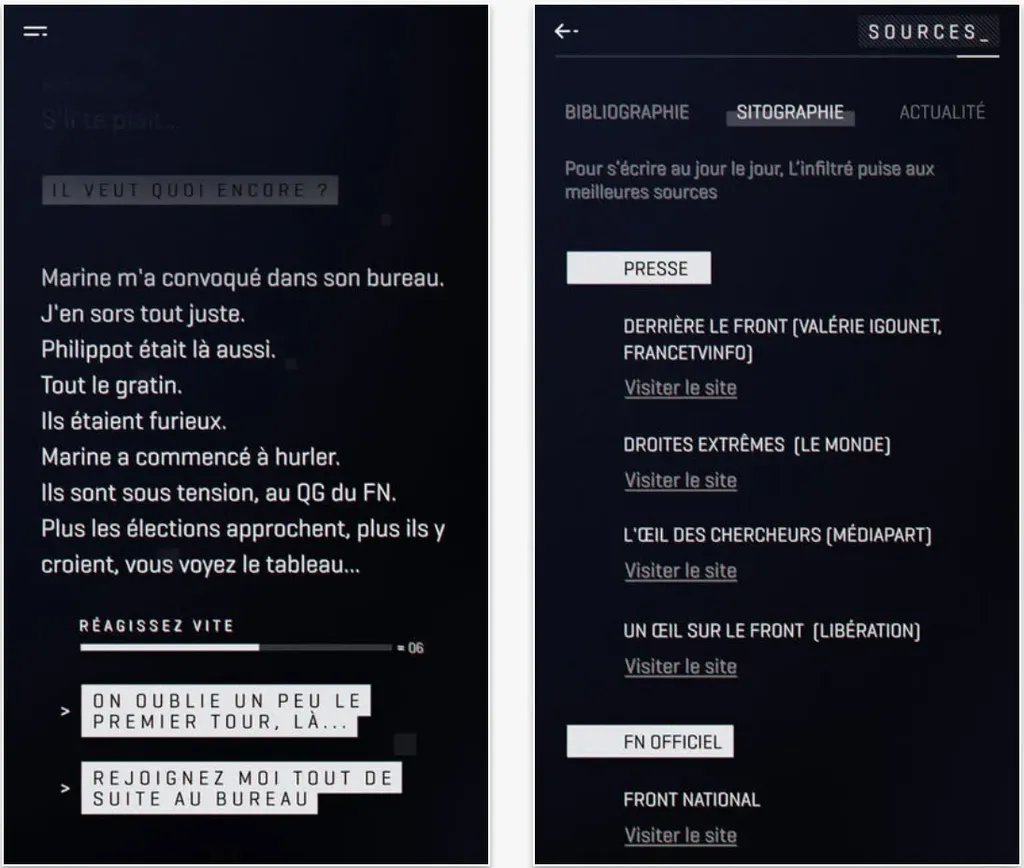 S'il te plaît...
IL VEUT QUOI ENCORE ?
Marine m'a convoqué dans son bureau.
J'en sors tout juste.
Philippot était là aussi.
Tout le gratin.
Ils étaient furieux.
Marine a commencé à hurler.
Ils sont sous tension, au QG du FN.
Plus les élections approchent, plus ils y
croient, vous voyez le tableau...
RÉAGISSEZ VITE
06
> ON OUBLIE UN PEU LE
PREMIER TOUR, LÀ...
> REJOIGNEZ MOI TOUT DE
SUITE AU BUREAU
SOURCES_
BIBLIOGRAPHIE SITOGRAPHIE ACTUALITÉ
Pour s'écrire au jour le jour, L'infiltré puise aux
meilleures sources
PRESSE
DERRIÈRE LE FRONT (VALÉRIE IGOUNET,
FRANCETVINFO)
Visiter le site
DROITES EXTRÊMES (LE MONDE)
Visiter le site
L'ŒIL DES CHERCHEURS (MÉDIAPART)
Visiter le site
UN ŒIL SUR LE FRONT (LIBÉRATION)
Visiter le site
FN OFFICIEL
FRONT NATIONAL
Visiter le site